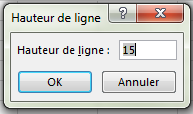 Hauteur de ligne
Hauteur de ligne : 15
OK Annuler